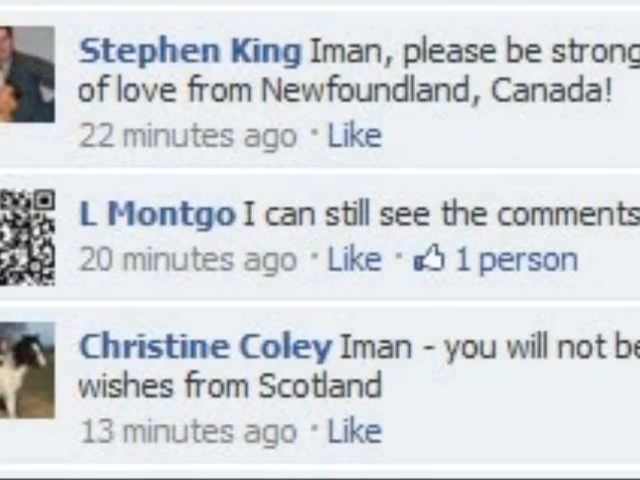 Stephen King Iman, please be strong
of love from Newfoundland, Canada!
22 minutes ago · Like
L Montgo I can still see the comments
20 minutes ago · Like · 1 person
Christine Coley Iman - you will not be
wishes from Scotland
13 minutes ago · Like